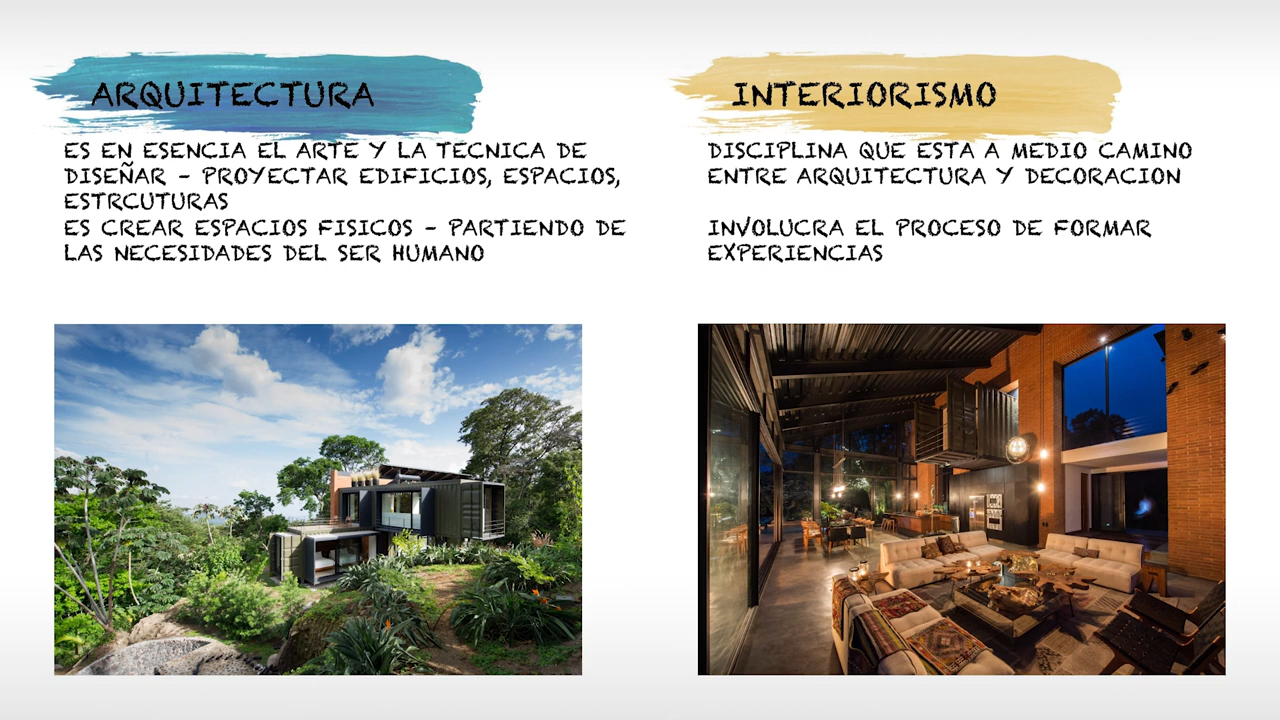 ARQUITECTURA
ES EN ESENCIA EL ARTE Y LA TECNICA DE
DISEÑAR - PROYECTAR EDIFICIOS, ESPACIOS,
ESTRCUTURAS
ES CREAR ESPACIOS FISICOS - PARTIENDO DE
LAS NECESIDADES DEL SER HUMANO
INTERIORISMO
DISCIPLINA QUE ESTA A MEDIO CAMINO
ENTRE ARQUITECTURA Y DECORACION
INVOLUCRA EL PROCESO DE FORMAR
EXPERIENCIAS